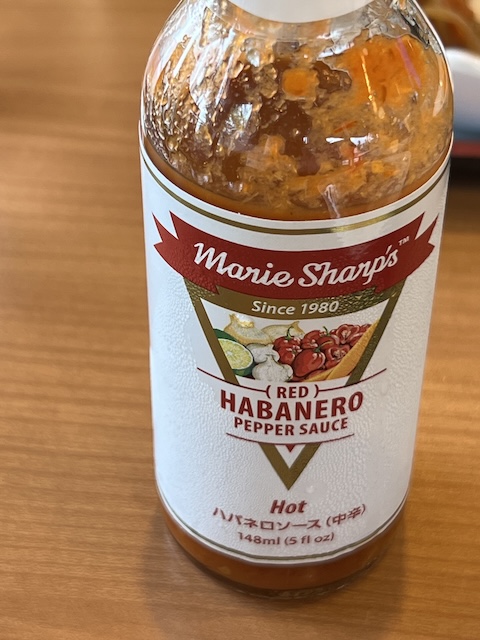 Marie Sharp's™
Since 1980
( RED )
HABANERO
PEPPER SAUCE
Hot
ハバネロソース(中辛)
148ml (5 fl oz)